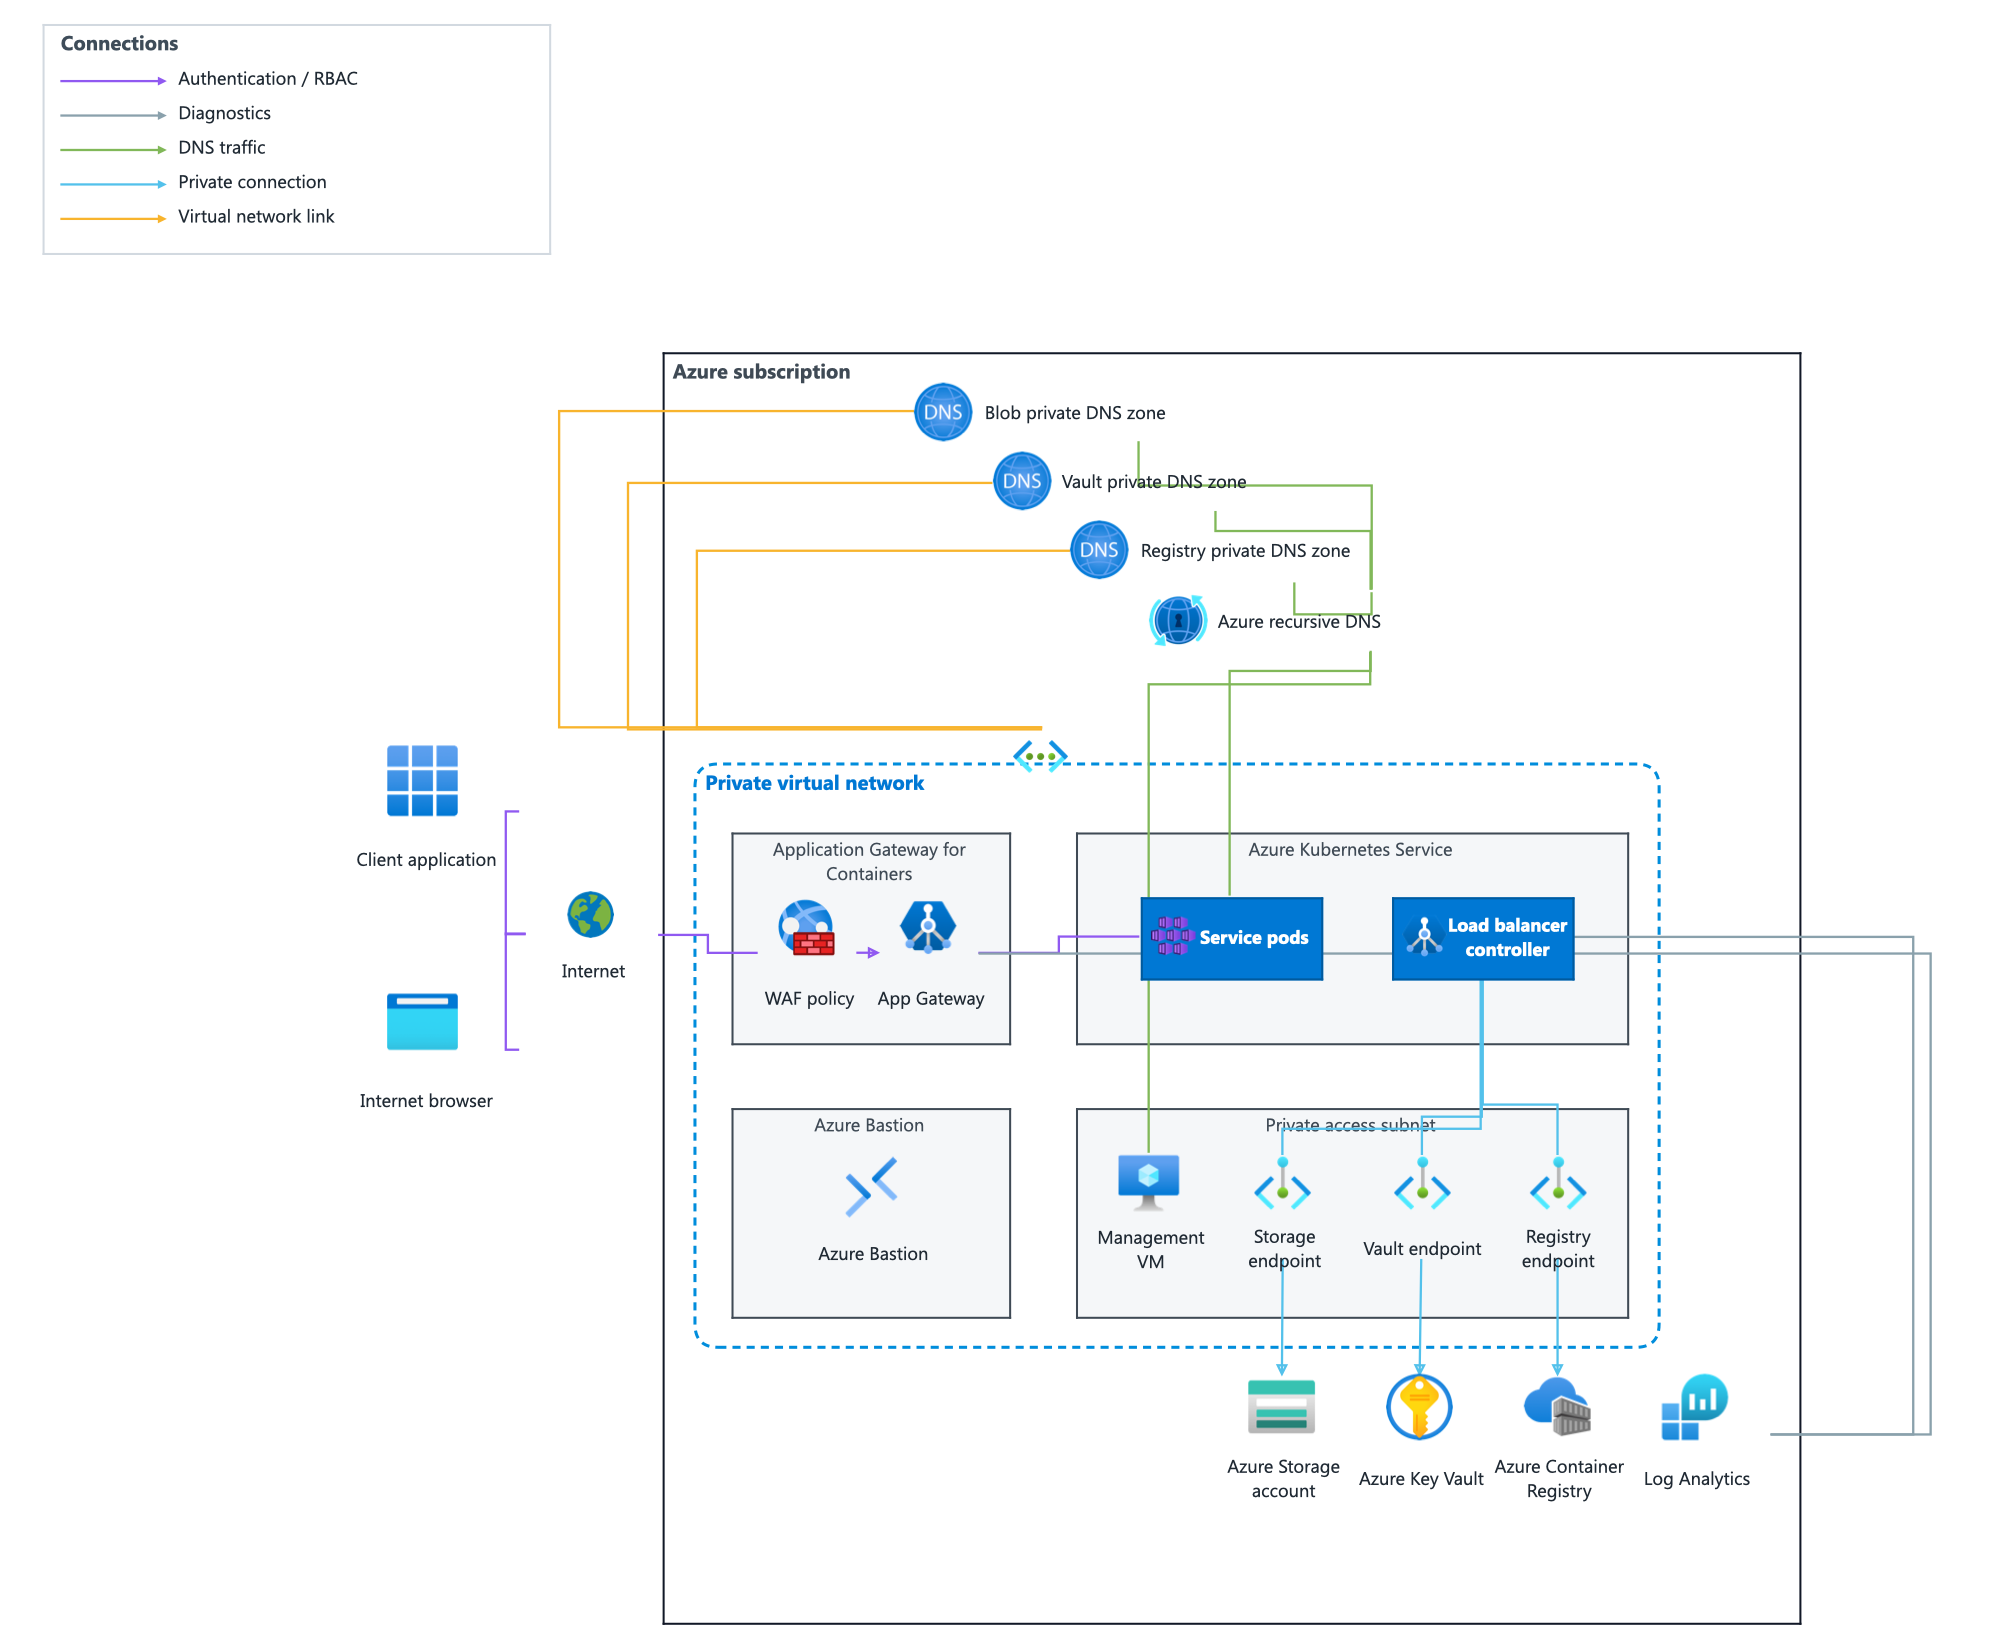 Connections
Authentication / RBAC
Diagnostics
DNS traffic
Private connection
Virtual network link
Azure subscription
DNS
Blob private DNS zone
DNS
Vault private DNS zone
DNS
Registry private DNS zone
Azure recursive DNS
Client application
Internet
Internet browser
Private virtual network
Application Gateway for
Containers
WAF policy
App Gateway
Azure Kubernetes Service
Service pods
Load balancer
controller
Azure Bastion
Azure Bastion
Private access subnet
Management
VM
Storage
endpoint
Vault endpoint
Registry
endpoint
Azure Storage
account
Azure Key Vault
Azure Container
Registry
Log Analytics